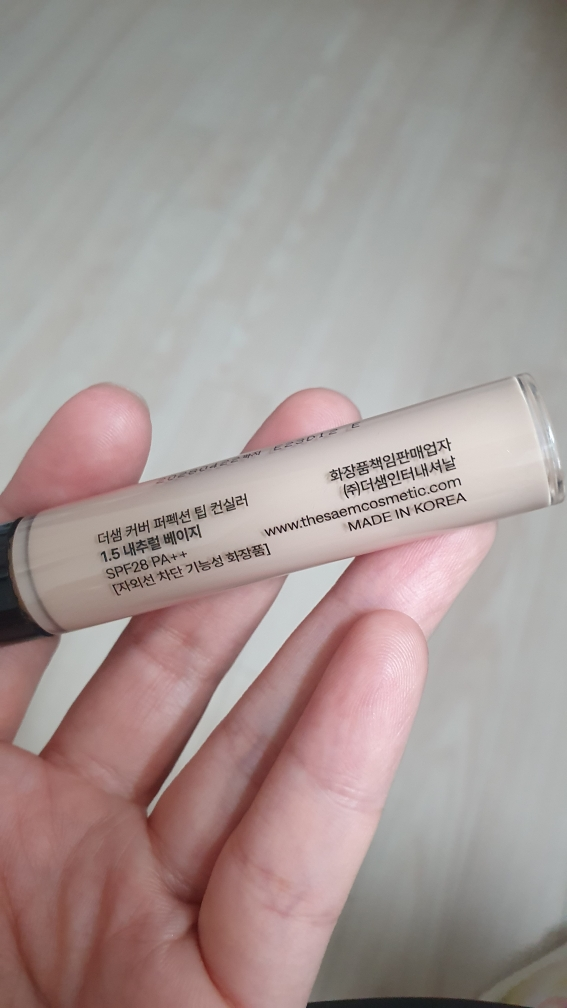 더샘 커버 퍼펙션 팁 컨실러
1.5 내추럴 베이지
SPF28 PA++
[자외선 차단 기능성 화장품]
화장품책임판매업자
㈜더샘인터내셔날
www.thesaemcosmetic.com
MADE IN KOREA